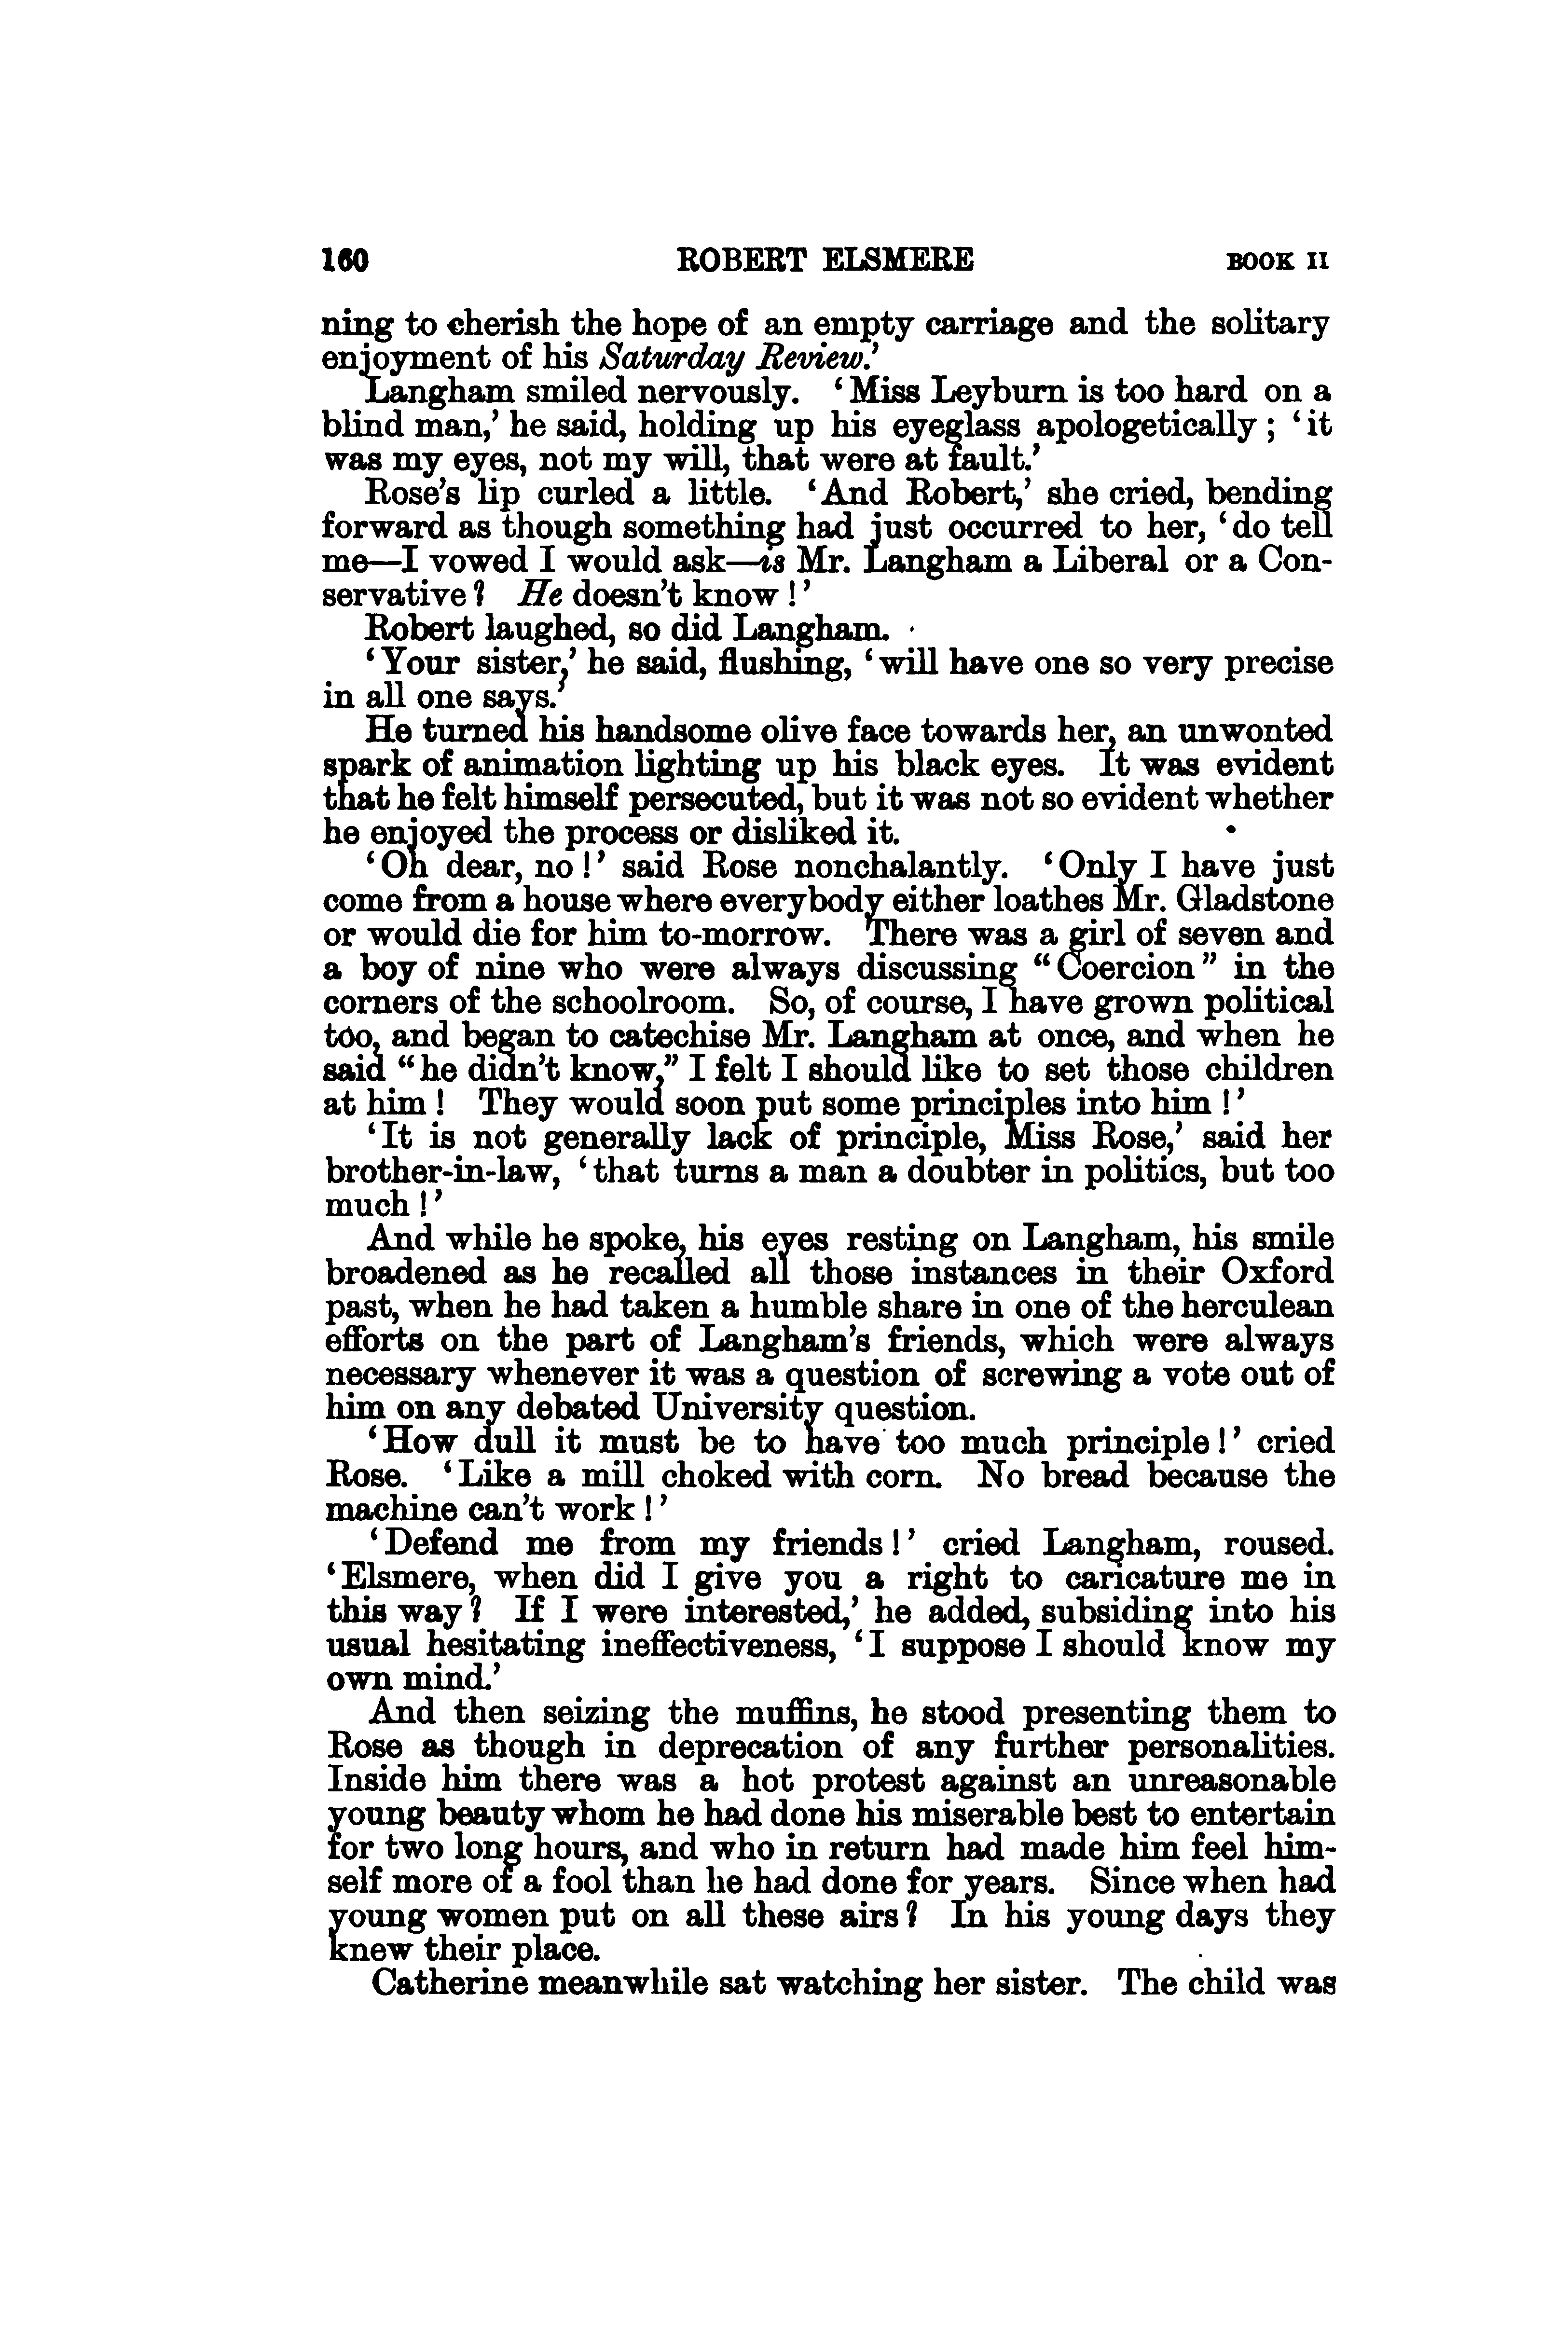 160 ROBERT ELSMERE BOOK II
ning to cherish the hope of an empty carriage and the solitary
enjoyment of his Saturday Review.’
Langham smiled nervously. ‘Miss Leyburn is too hard on a
blind man,’ he said, holding up his eyeglass apologetically; ‘it
was my eyes, not my will, that were at fault.’
Rose’s lip curled a little. ‘And Robert,’ she cried, bending
forward as though something had just occurred to her, ‘do tell
me—I vowed I would ask—is Mr. Langham a Liberal or a Con-
servative? He doesn’t know!’
Robert laughed, so did Langham.
‘Your sister,’ he said, flushing, ‘will have one so very precise
in all one says.’
He turned his handsome olive face towards her, an unwonted
spark of animation lighting up his black eyes. It was evident
that he felt himself persecuted, but it was not so evident whether
he enjoyed the process or disliked it.
‘Oh dear, no!’ said Rose nonchalantly. ‘Only I have just
come from a house where everybody either loathes Mr. Gladstone
or would die for him to-morrow. There was a girl of seven and
a boy of nine who were always discussing “Coercion” in the
corners of the schoolroom. So, of course, I have grown political
too, and began to catechise Mr. Langham at once, and when he
said “he didn’t know,” I felt I should like to set those children
at him! They would soon put some principles into him!’
‘It is not generally lack of principle, Miss Rose,’ said her
brother-in-law, ‘that turns a man a doubter in politics, but too
much!’
And while he spoke, his eyes resting on Langham, his smile
broadened as he recalled all those instances in their Oxford
past, when he had taken a humble share in one of the herculean
efforts on the part of Langham’s friends, which were always
necessary whenever it was a question of screwing a vote out of
him on any debated University question.
‘How dull it must be to have too much principle!’ cried
Rose. ‘Like a mill choked with corn. No bread because the
machine can’t work!’
‘Defend me from my friends!’ cried Langham, roused.
‘Elsmere, when did I give you a right to caricature me in
this way? If I were interested,’ he added, subsiding into his
usual hesitating ineffectiveness, ‘I suppose I should know my
own mind.’
And then seizing the muffins, he stood presenting them to
Rose as though in deprecation of any further personalities.
Inside him there was a hot protest against an unreasonable
young beauty whom he had done his miserable best to entertain
for two long hours, and who in return had made him feel him-
self more of a fool than he had done for years. Since when had
young women put on all these airs? In his young days they
knew their place.
Catherine meanwhile sat watching her sister. The child was